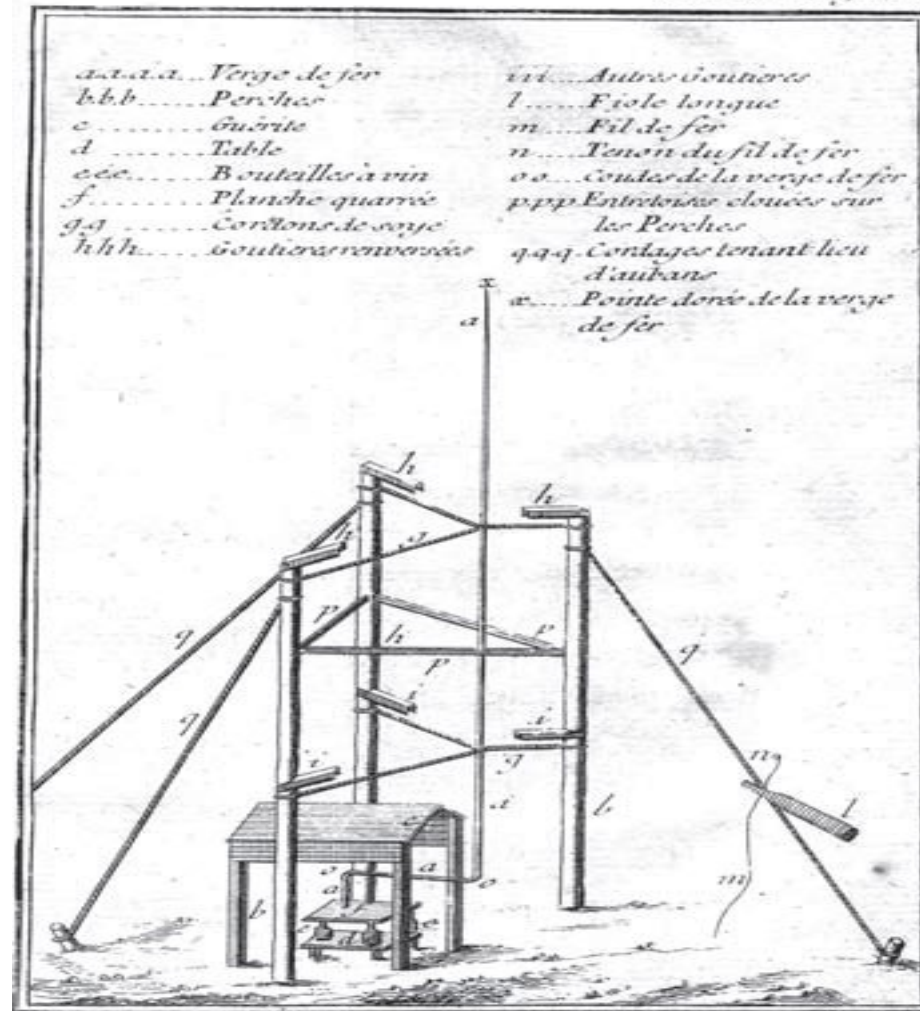 a.a.a.a....Verge de fer
b.b.b.......Perches
c ........Guérite
d ........Table
e.e.e........Bouteilles à vin
f..........Planche quarrée
g.g ........Cordons de soye
h.h.h......Goutieres renversées
i.i.i.....Autres Goutieres
l......Fiole longue
m....Fil de fer
n.....Tenon du fil de fer
o o...Coudes de la verge de fer
p.p.p.Entretoises clouées sur
les Perches
q.q.q.Cordages tenant lieu
d'aubans
x.....Pointe dorée de la verge
de fer
x
a
h
h
h
g
q
p
h
p
p
q
q
i
i
g
n
i
i
l
b
c
o
a
o
a
m
b
e
d
e